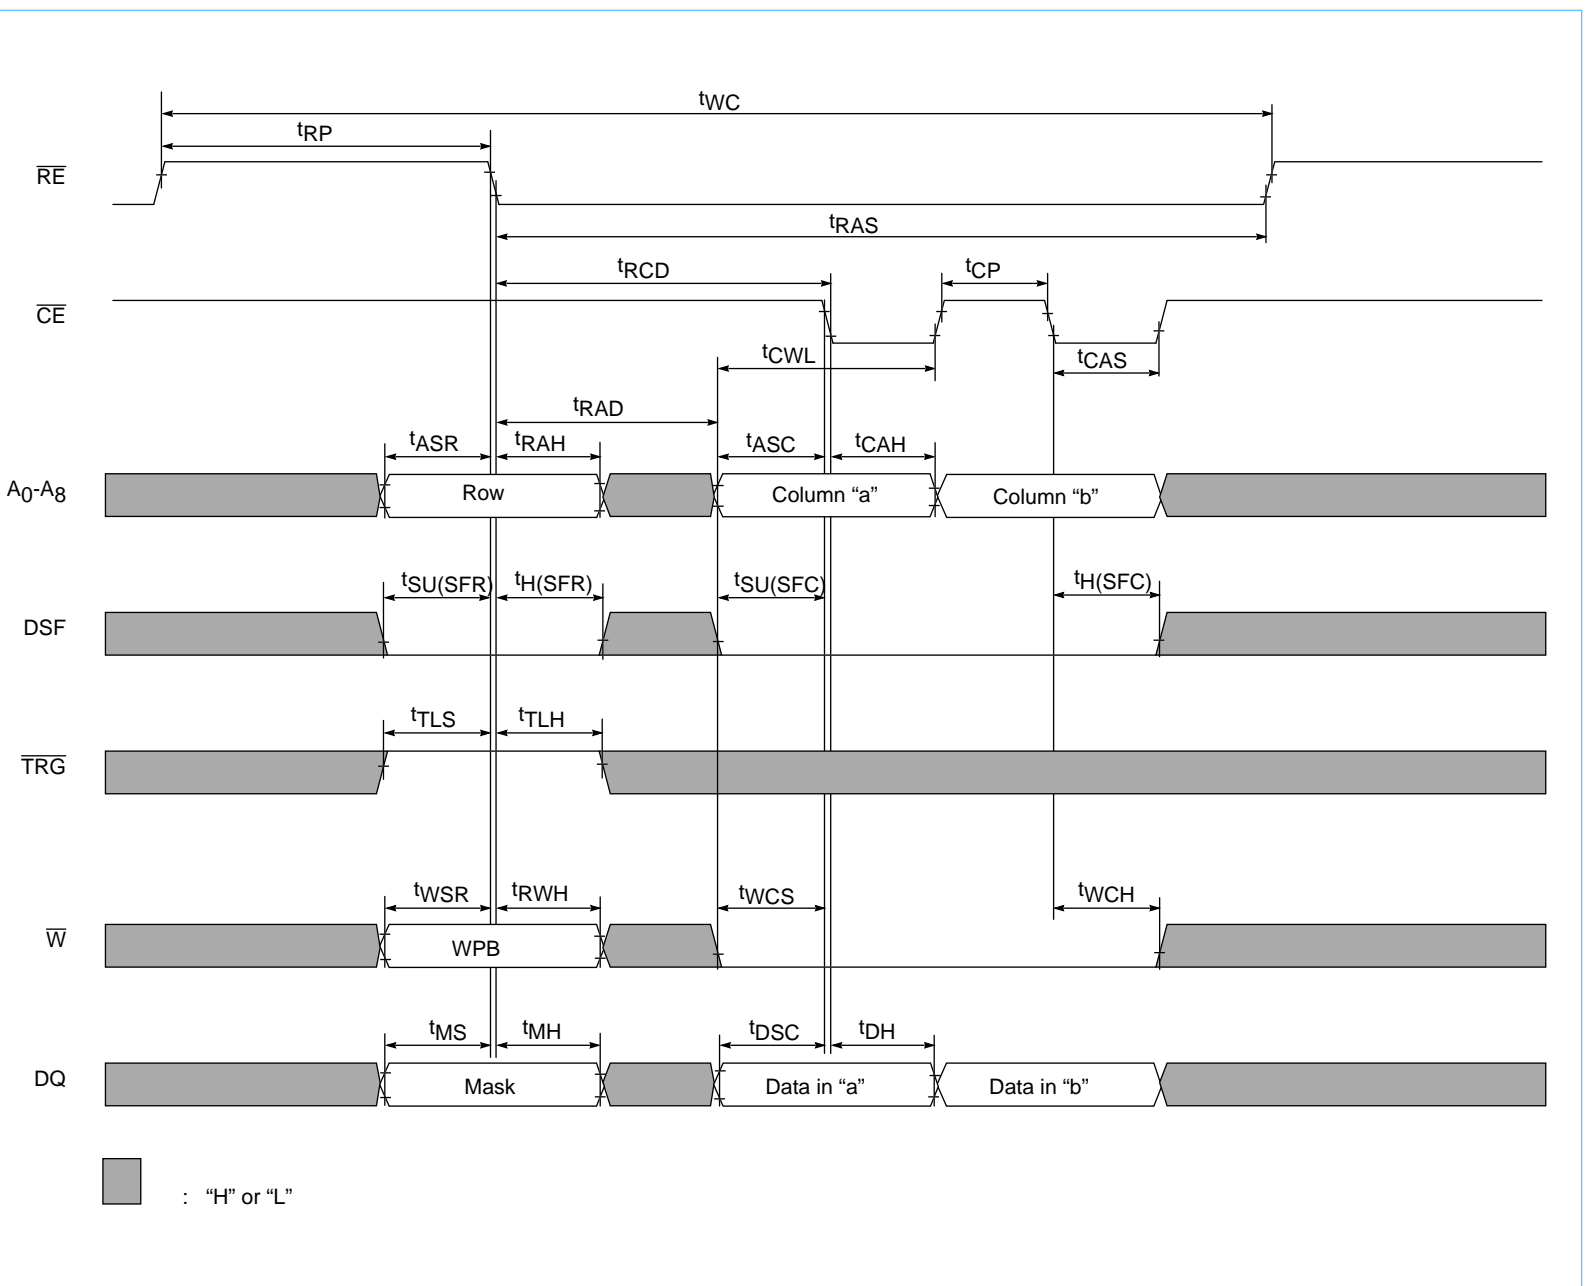 tWC
tRP
RE
tRAS
tRCD
tCP
CE
tCWL
tCAS
tRAD
tASR
tRAH
tASC
tCAH
A0-A8
Row
Column “a”
Column “b”
tSU(SFR)
tH(SFR)
tSU(SFC)
tH(SFC)
DSF
tTLS
tTLH
TRG
tWSR
tRWH
tWCS
tWCH
W
WPB
tMS
tMH
tDSC
tDH
DQ
Mask
Data in “a”
Data in “b”
: “H” or “L”